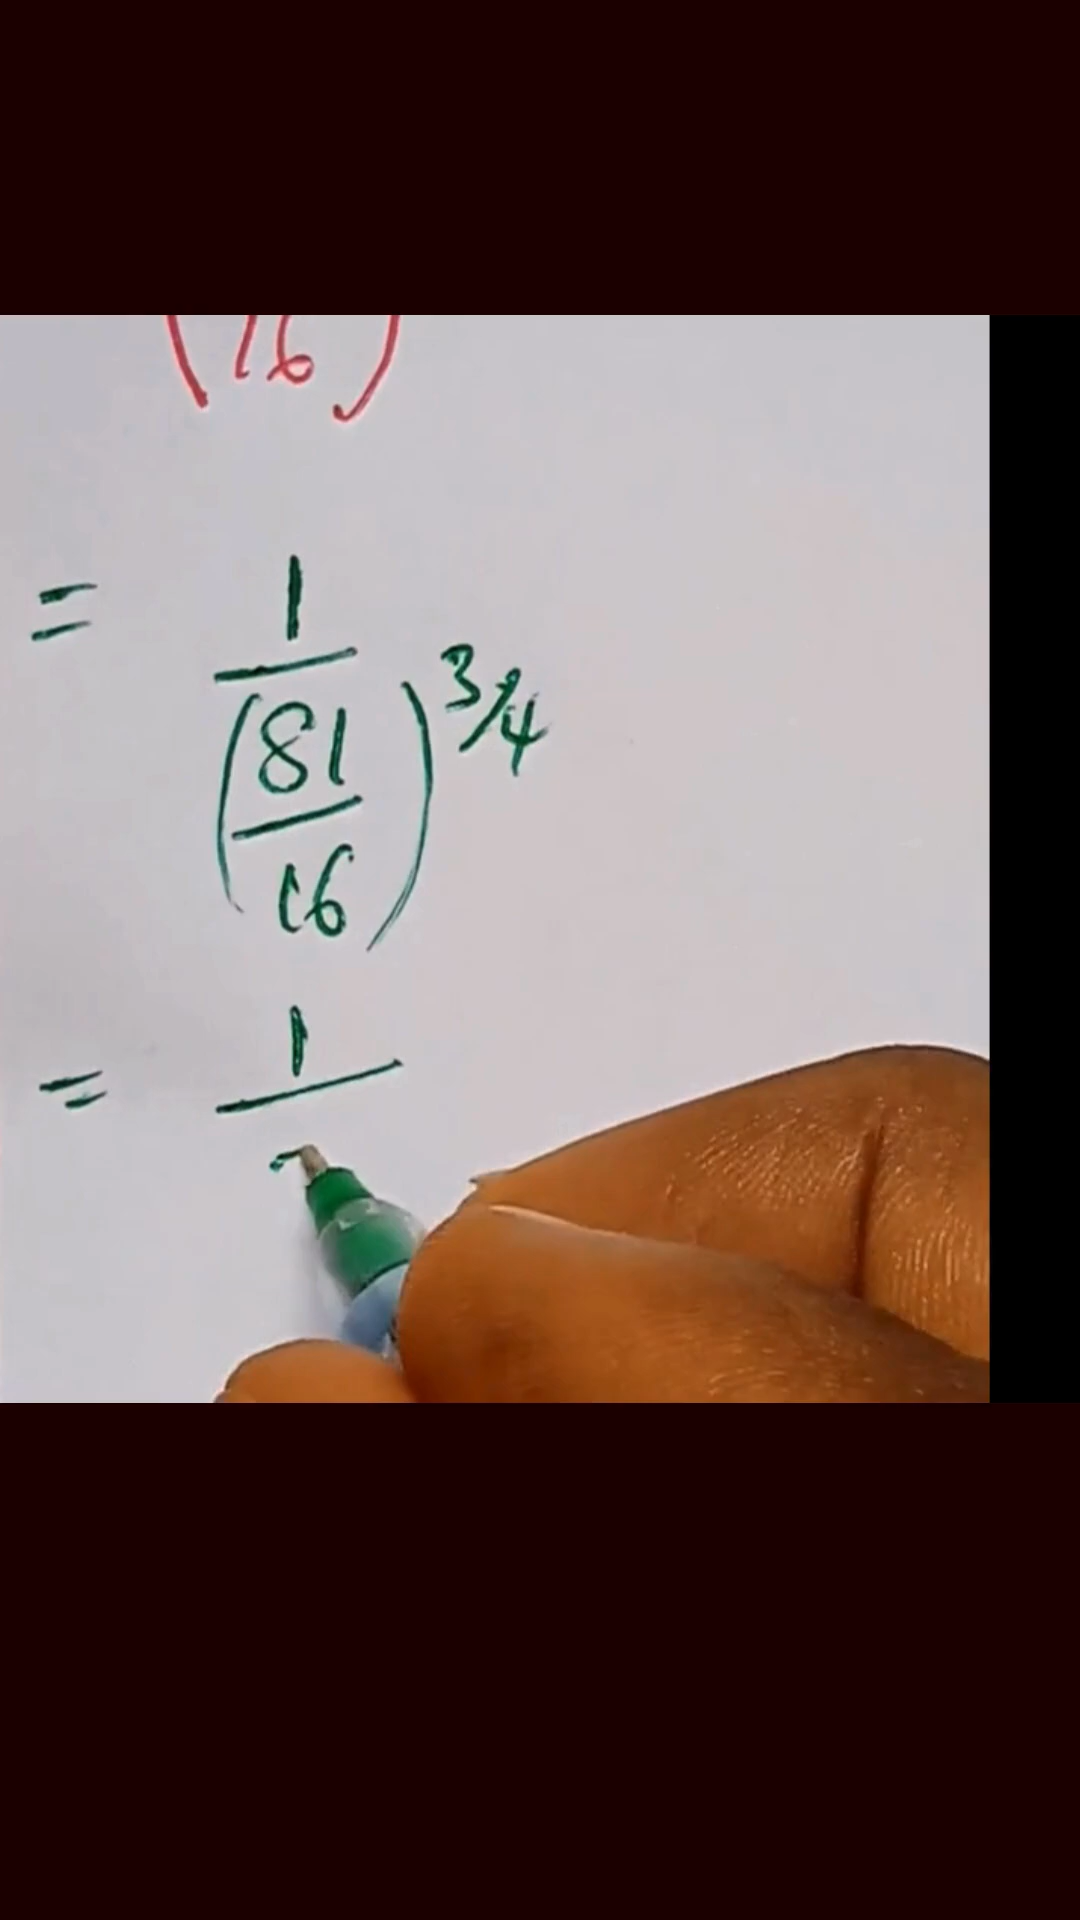 (16)
= 1
(81/16)^3/4
= 1